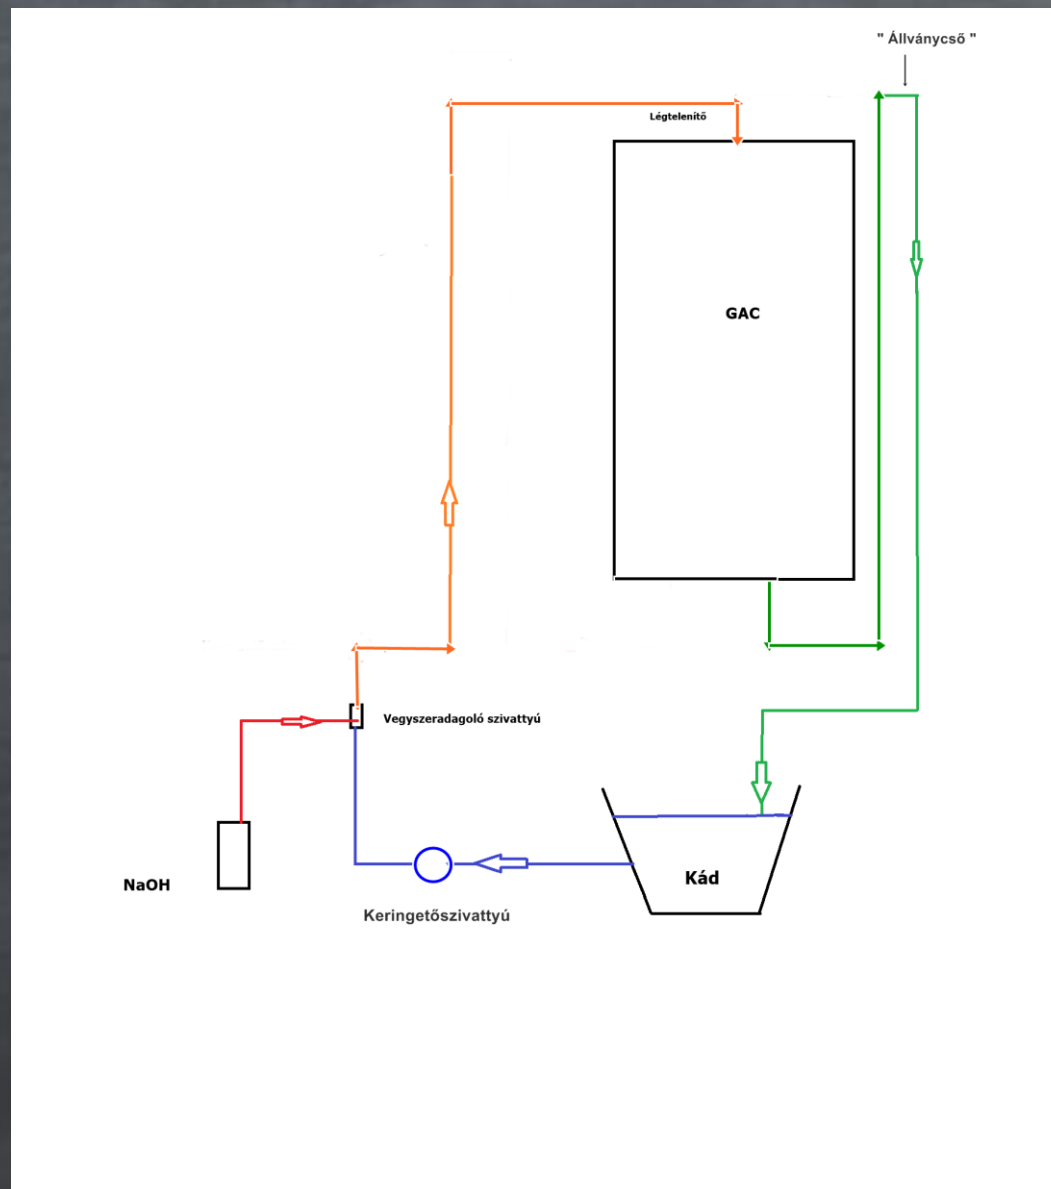 " Állványcső "
Légtelenítő
GAC
Vegyszeradagoló szivattyú
NaOH
Kád
Keringetőszivattyú